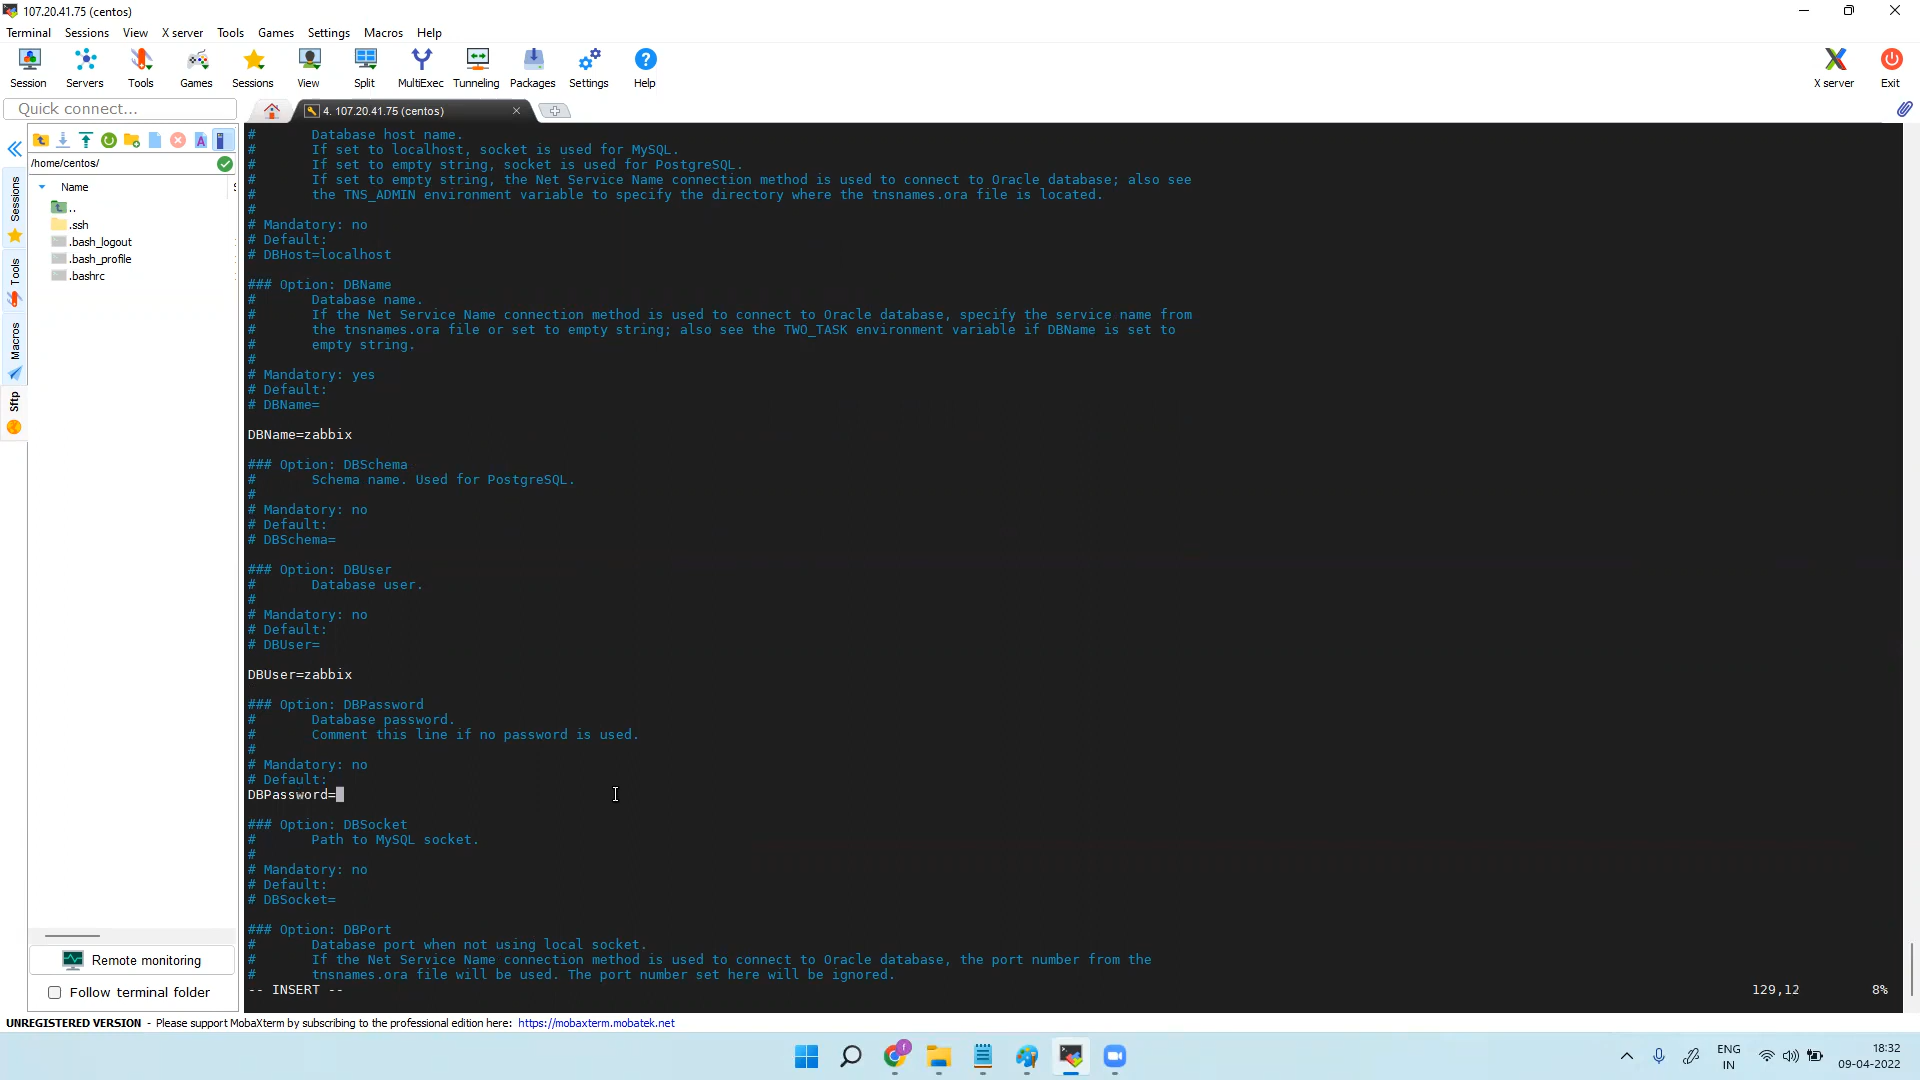 107.20.41.75 (centos)
Terminal Sessions View X server Tools Games Settings Macros Help
Session Servers Tools Games Sessions View Split MultiExec Tunneling Packages Settings Help X server Exit
Quick connect...
4. 107.20.41.75 (centos)
/home/centos/
Name
..
.ssh
.bash_logout
.bash_profile
.bashrc
Sessions
Tools
Macros
Sftp
Remote monitoring
Follow terminal folder
# Database host name.
# If set to localhost, socket is used for MySQL.
# If set to empty string, socket is used for PostgreSQL.
# If set to empty string, the Net Service Name connection method is used to connect to Oracle database; also see
# the TNS_ADMIN environment variable to specify the directory where the tnsnames.ora file is located.
#
# Mandatory: no
# Default:
# DBHost=localhost
### Option: DBName
# Database name.
# If the Net Service Name connection method is used to connect to Oracle database, specify the service name from
# the tnsnames.ora file or set to empty string; also see the TWO_TASK environment variable if DBName is set to
# empty string.
#
# Mandatory: yes
# Default:
# DBName=
DBName=zabbix
### Option: DBSchema
# Schema name. Used for PostgreSQL.
#
# Mandatory: no
# Default:
# DBSchema=
### Option: DBUser
# Database user.
#
# Mandatory: no
# Default:
# DBUser=
DBUser=zabbix
### Option: DBPassword
# Database password.
# Comment this line if no password is used.
#
# Mandatory: no
# Default:
DBPassword=
### Option: DBSocket
# Path to MySQL socket.
#
# Mandatory: no
# Default:
# DBSocket=
### Option: DBPort
# Database port when not using local socket.
# If the Net Service Name connection method is used to connect to Oracle database, the port number from the
# tnsnames.ora file will be used. The port number set here will be ignored.
-- INSERT -- 129,12 8%
UNREGISTERED VERSION - Please support MobaXterm by subscribing to the professional edition here: https://mobaxterm.mobatek.net
ENG
IN
18:32
09-04-2022